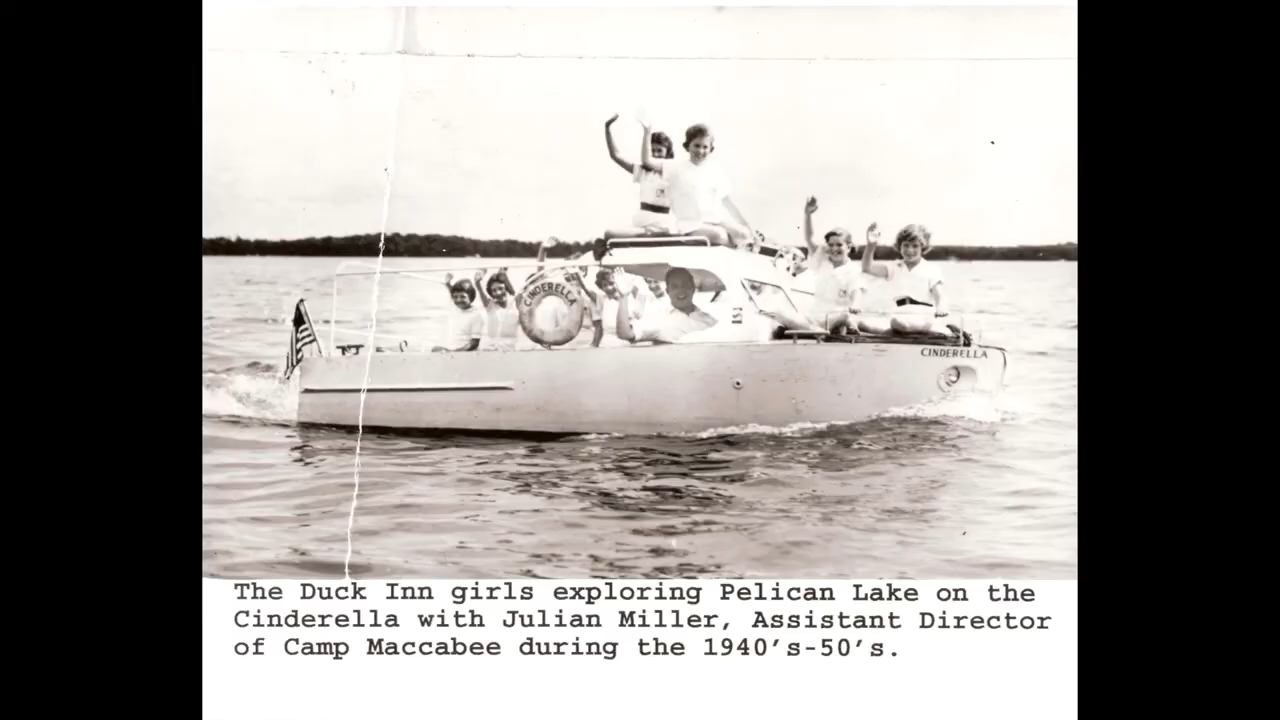 CINDERELLA
CINDERELLA
The Duck Inn girls exploring Pelican Lake on the
Cinderella with Julian Miller, Assistant Director
of Camp Maccabee during the 1940's-50's.